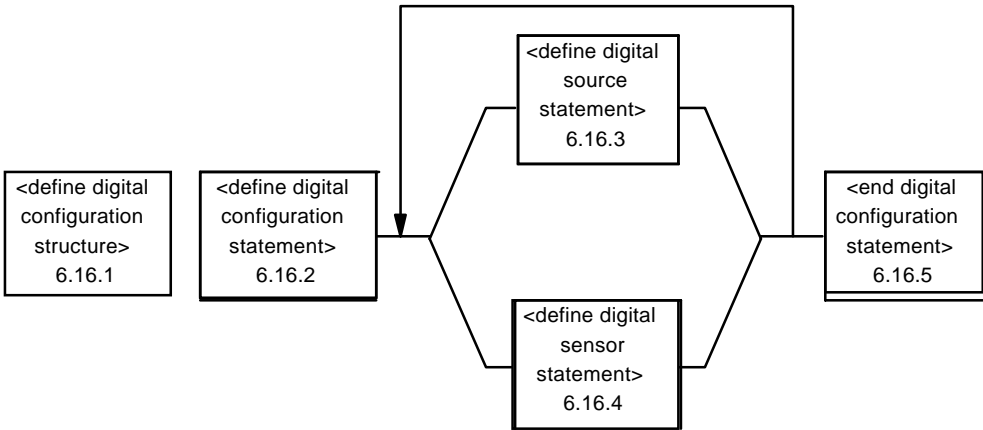 <define digital
configuration
structure>
6.16.1
<define digital
configuration
statement>
6.16.2
<define digital
source
statement>
6.16.3
<define digital
sensor
statement>
6.16.4
<end digital
configuration
statement>
6.16.5